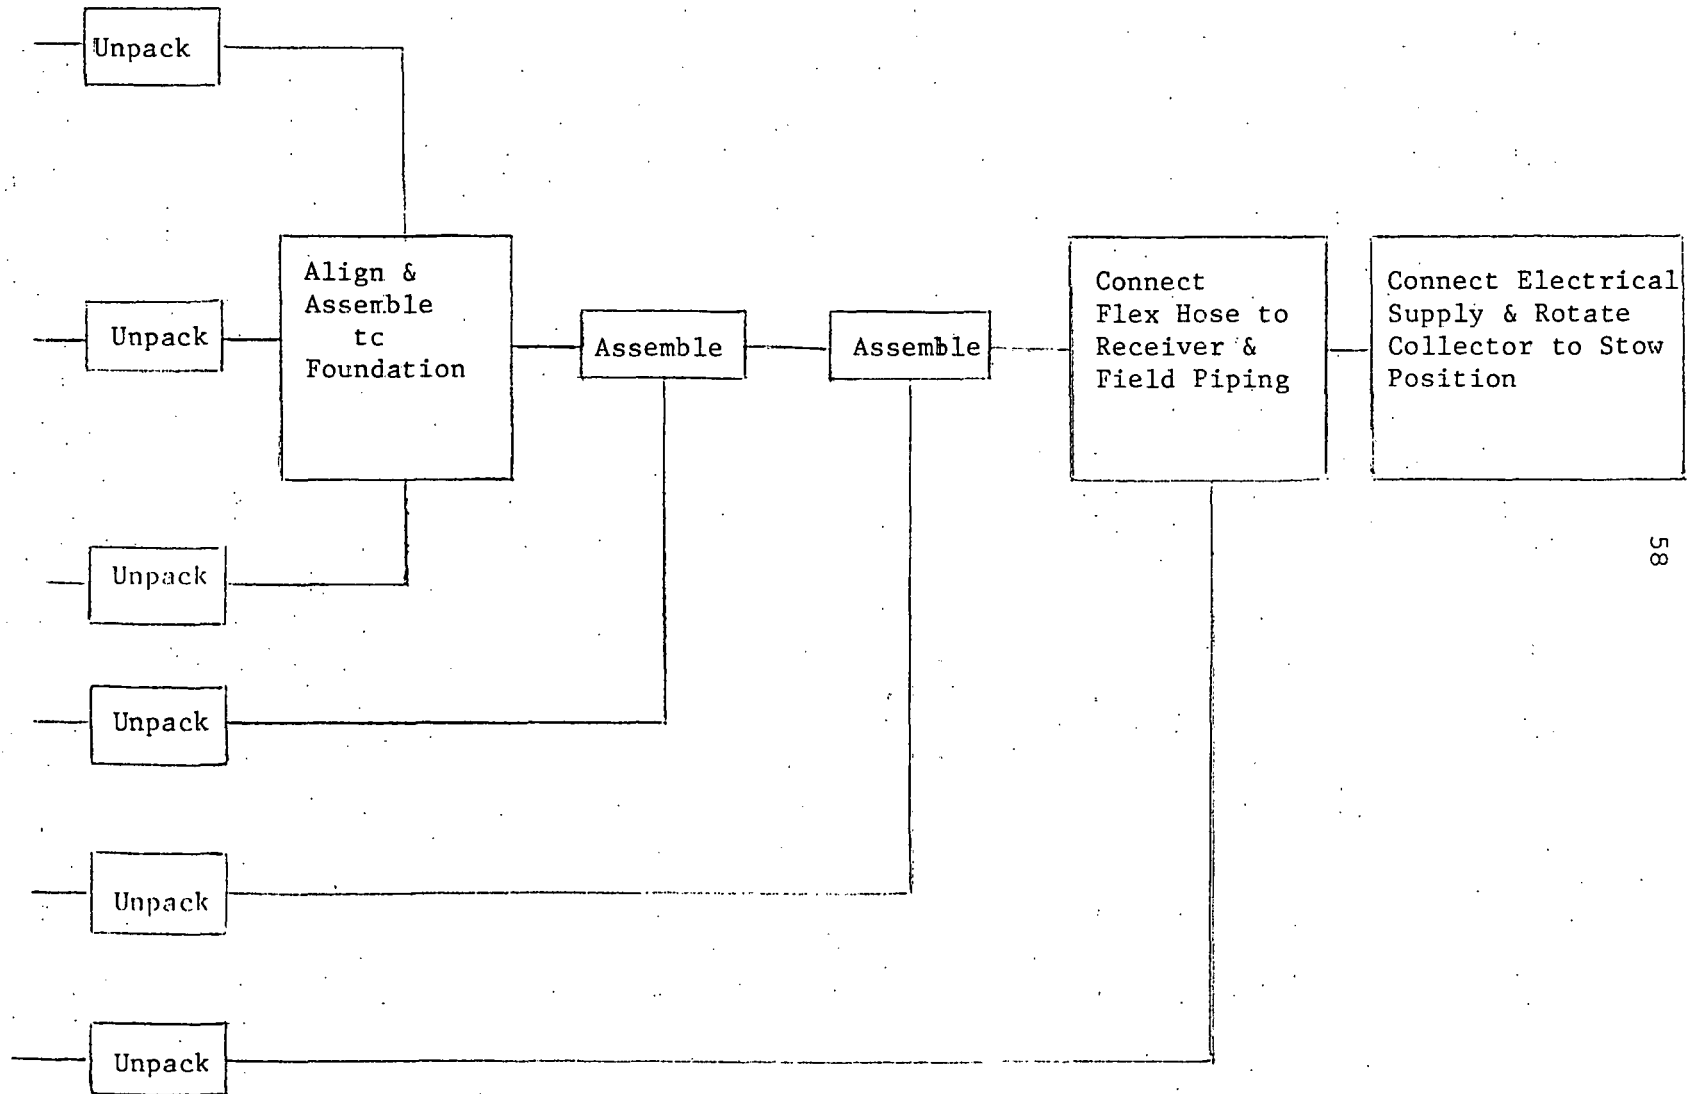 Unpack
Unpack
Align &
Assemble
tc
Foundation
Assemble
Assemble
Connect
Flex Hose to
Receiver &
Field Piping
Connect Electrical
Supply & Rotate
Collector to Stow
Position
58
Unpack
Unpack
Unpack
Unpack